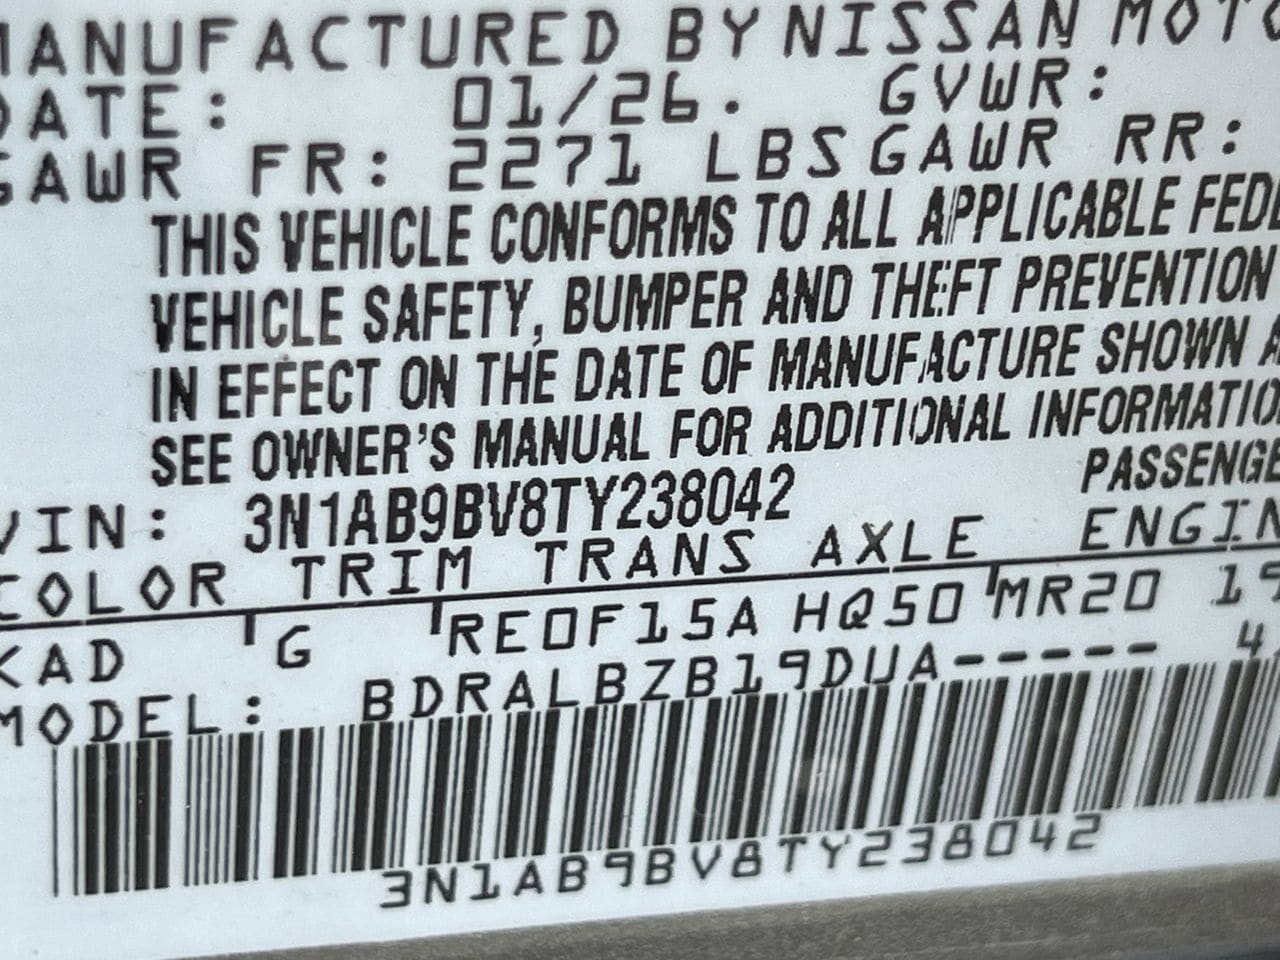 MANUFACTURED BY NISSAN MOTO
DATE: 01/26. GVWR:
GAWR FR: 2271 LBS GAWR RR:
THIS VEHICLE CONFORMS TO ALL APPLICABLE FEDE
VEHICLE SAFETY, BUMPER AND THEFT PREVENTION
IN EFFECT ON THE DATE OF MANUFACTURE SHOWN A
SEE OWNER'S MANUAL FOR ADDITIONAL INFORMATIO
VIN: 3N1AB9BV8TY238042 PASSENGE
COLOR TRIM TRANS AXLE ENGIN
KAD G RE0F15A HQ50 MR20 19
MODEL: BDRALBZB19DUA----- 4.
3N1AB9BV8TY238042